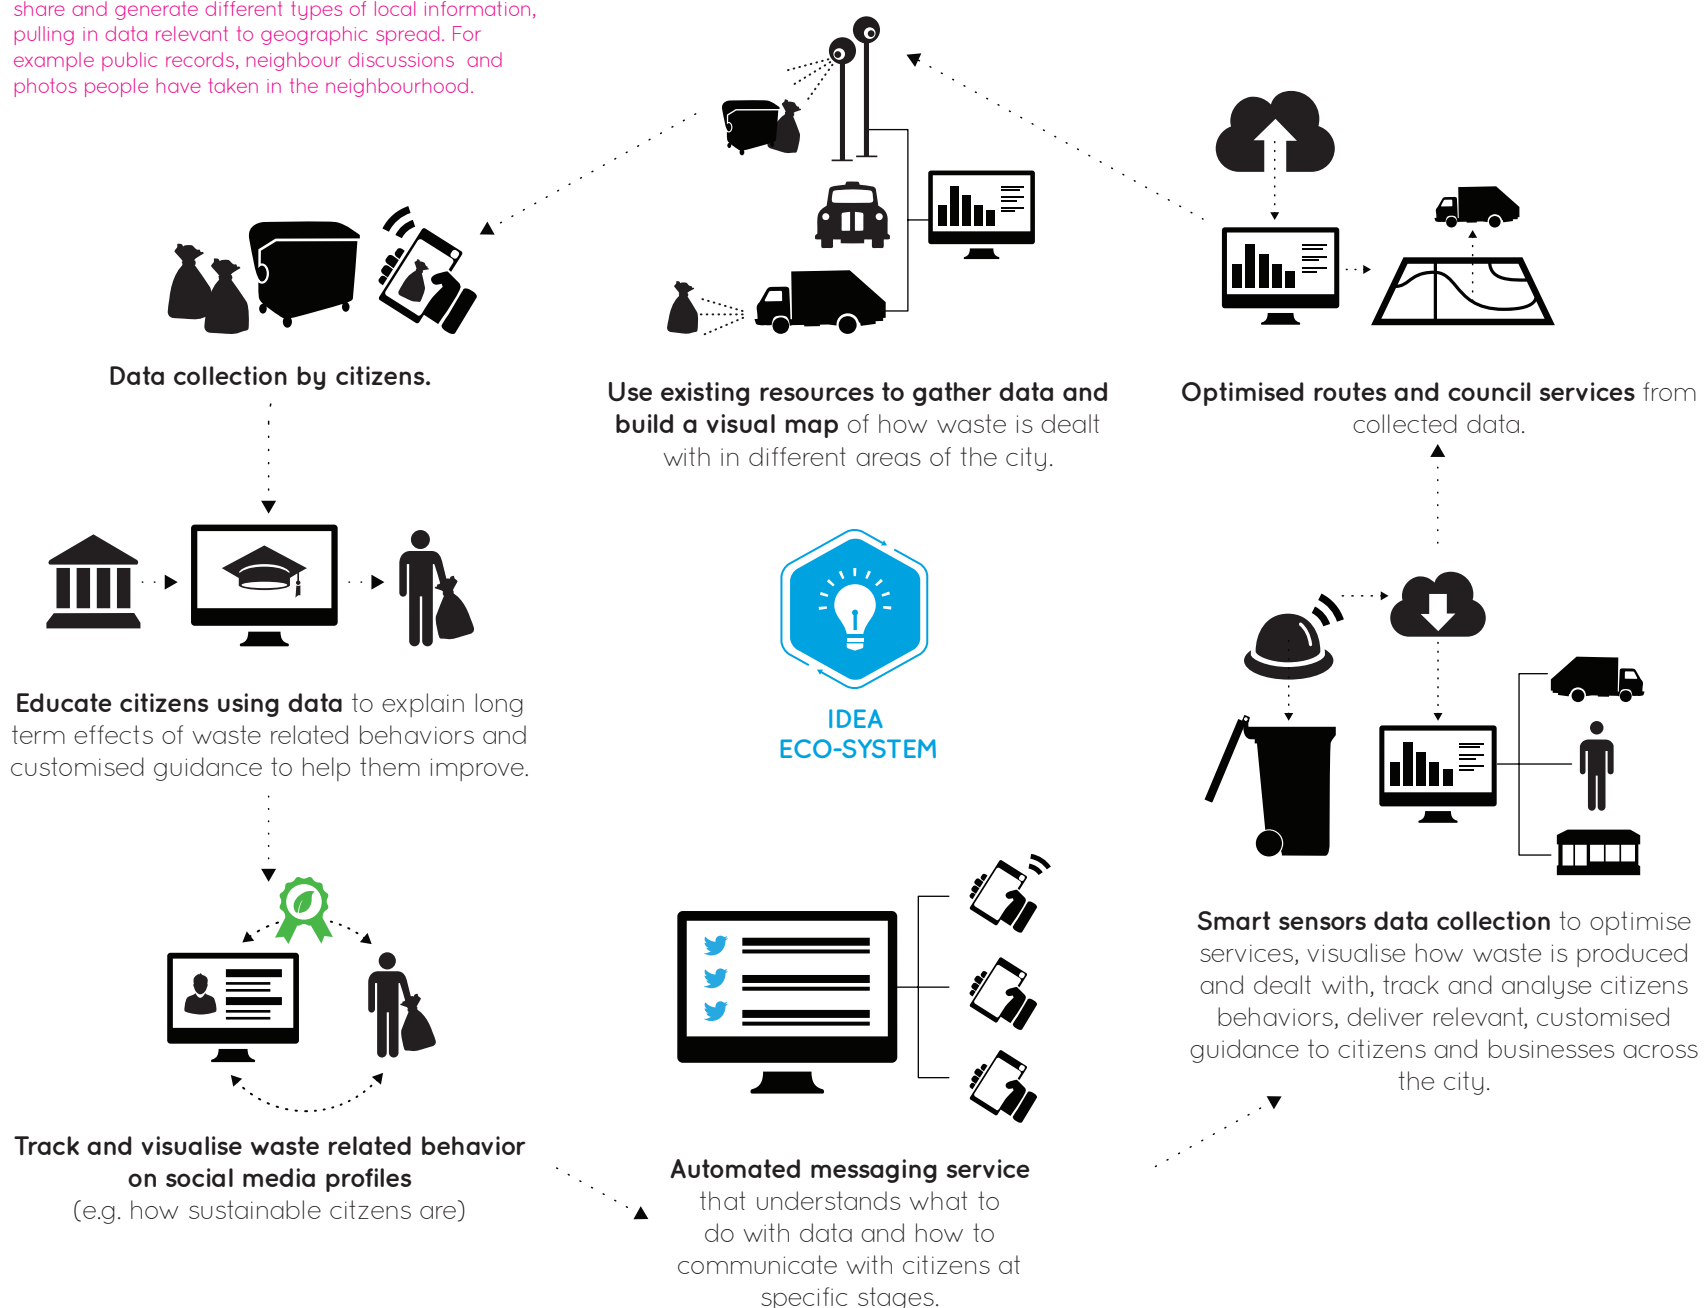 share and generate different types of local information,
pulling in data relevant to geographic spread. For
example public records, neighbour discussions and
photos people have taken in the neighbourhood.
Data collection by citizens.
Use existing resources to gather data and
build a visual map of how waste is dealt
with in different areas of the city.
Optimised routes and council services from
collected data.
Educate citizens using data to explain long
term effects of waste related behaviors and
customised guidance to help them improve.
IDEA
ECO-SYSTEM
Smart sensors data collection to optimise
services, visualise how waste is produced
and dealt with, track and analyse citizens
behaviors, deliver relevant, customised
guidance to citizens and businesses across
the city.
Track and visualise waste related behavior
on social media profiles
(e.g. how sustainable citzens are)
Automated messaging service
that understands what to
do with data and how to
communicate with citizens at
specific stages.